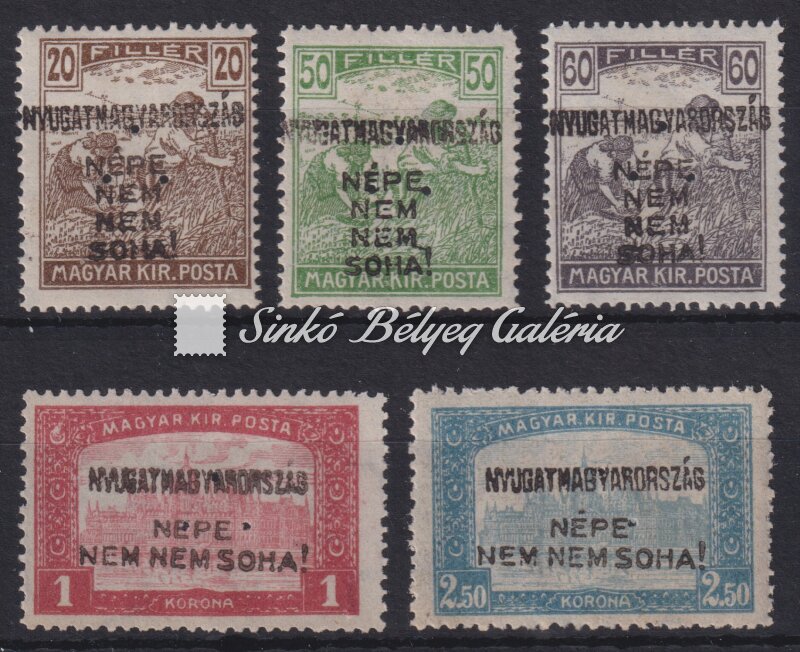 20 FILLÉR 20
NYUGATMAGYARORSZÁG
NÉPE
NEM
NEM
SOHA!
MAGYAR KIR. POSTA
50 FILLÉR 50
NYUGATMAGYARORSZÁG
NÉPE
NEM
NEM
SOHA!
MAGYAR KIR. POSTA
60 FILLÉR 60
NYUGATMAGYARORSZÁG
NÉPE
NEM
NEM
SOHA!
MAGYAR KIR. POSTA
Sinkó Bélyeg Galéria
MAGYAR KIR. POSTA
NYUGATMAGYARORSZÁG
NÉPE
NEM NEM SOHA!
1 KORONA 1
MAGYAR. KIR. POSTA
NYUGATMAGYARORSZÁG
NÉPE
NEM NEM SOHA!
2.50 KORONA 2.50